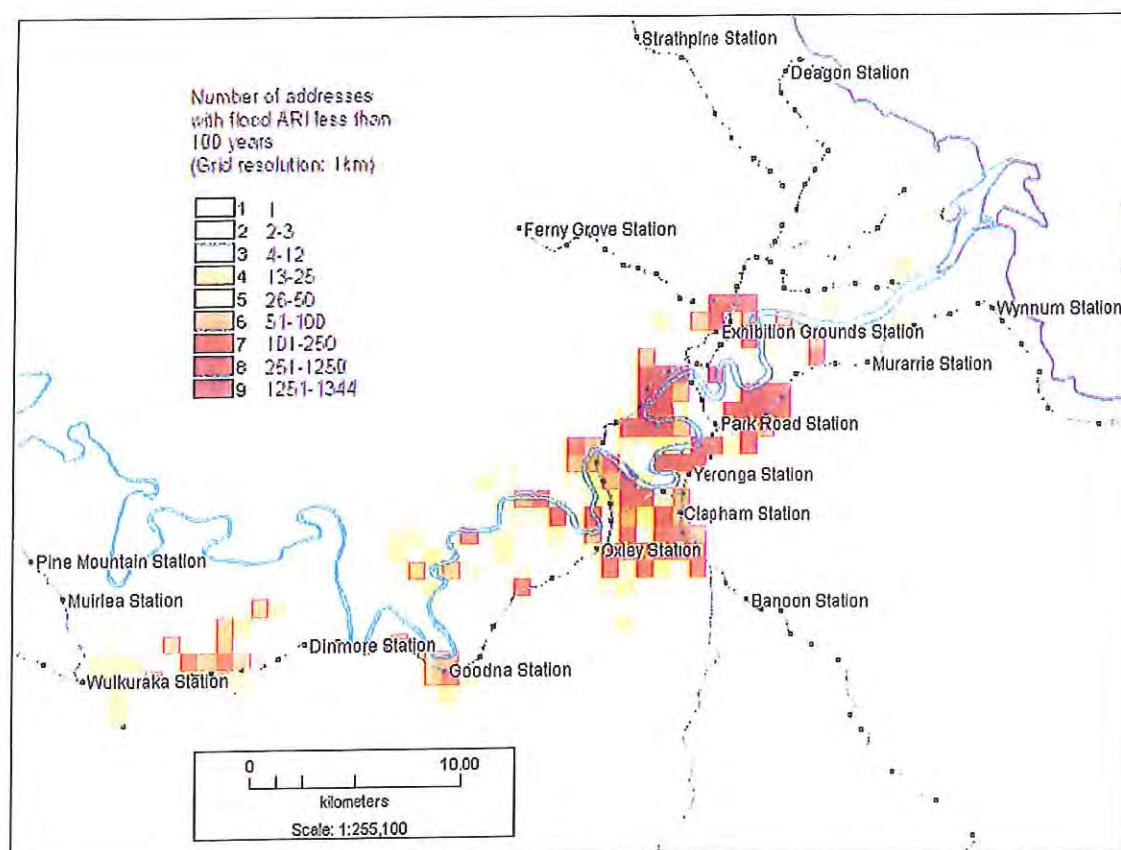 Strathpine Station
Deagon Station
Number of addresses
with flood ARI less than
100 years
(Grid resolution: 1km)
1 1
2 2-3
3 4-12
4 13-25
5 26-50
6 51-100
7 101-250
8 251-1250
9 1251-1344
Ferny Grove Station
Wynnum Station
Exhibition Grounds Station
Murarrie Station
Park Road Station
Yeronga Station
Clapham Station
Oxley Station
Pine Mountain Station
Muirlea Station
Banoon Station
Dinmore Station
Goodna Station
Wulkuraka Station
0 10.00
kilometers
Scale: 1:255,100